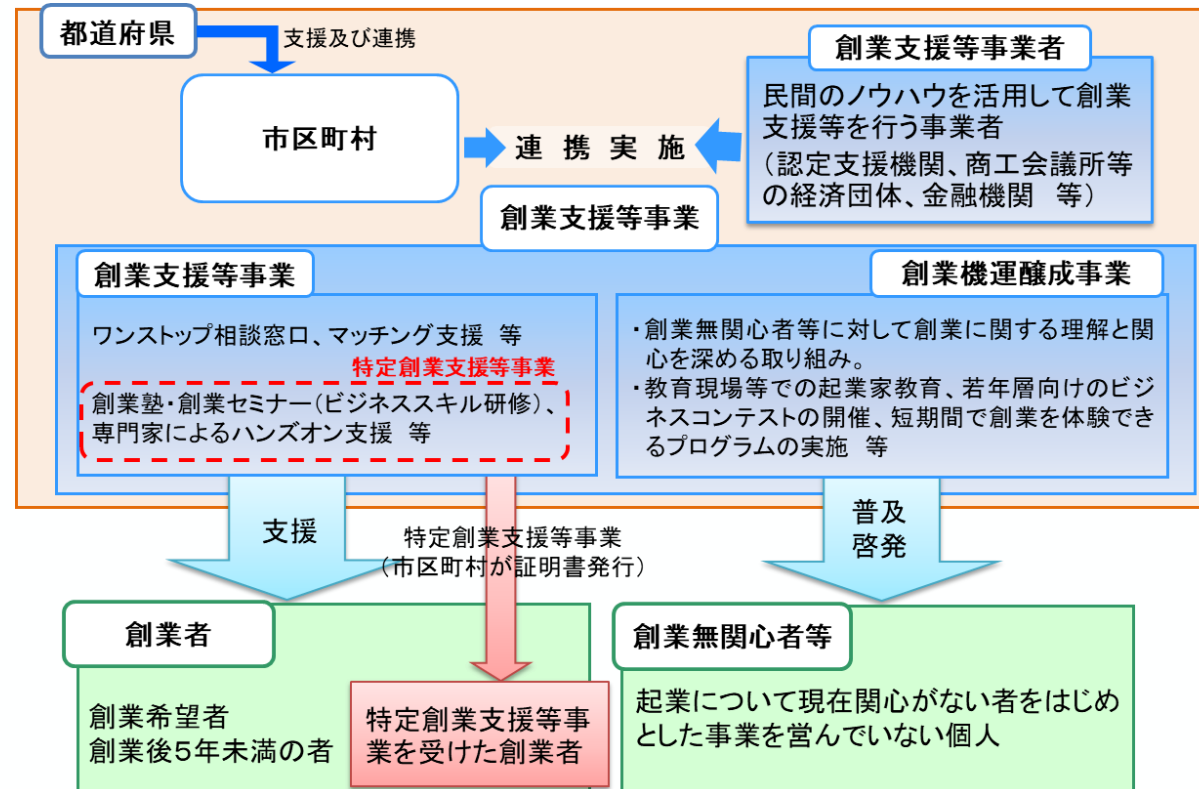 都道府県
支援及び連携
市区町村
連携実施
創業支援等事業者
民間のノウハウを活用して創業
支援等を行う事業者
（認定支援機関、商工会議所等
の経済団体、金融機関　等）
創業支援等事業
創業支援等事業
ワンストップ相談窓口、マッチング支援　等
特定創業支援等事業
創業塾・創業セミナー（ビジネススキル研修）、
専門家によるハンズオン支援　等
創業機運醸成事業
・創業無関心者等に対して創業に関する理解と関
心を深める取り組み。
・教育現場等での起業家教育、若年層向けのビジ
ネスコンテストの開催、短期間で創業を体験でき
るプログラムの実施　等
支援
特定創業支援等事業
（市区町村が証明書発行）
普及
啓発
創業者
創業希望者
創業後５年未満の者
特定創業支援等事
業を受けた創業者
創業無関心者等
起業について現在関心がない者をはじめ
とした事業を営んでいない個人